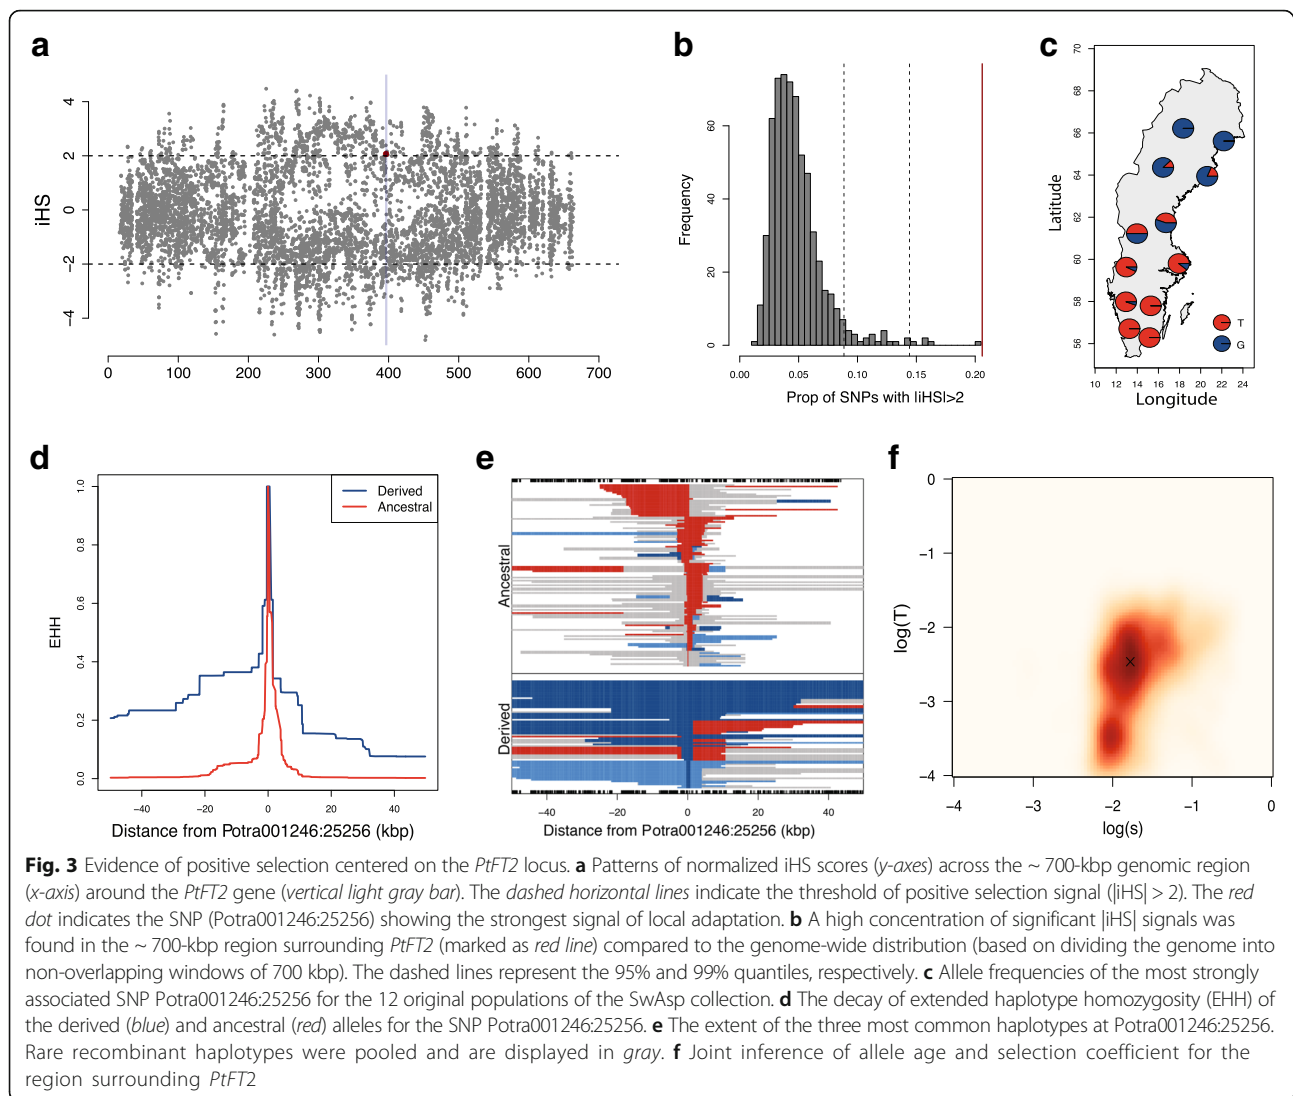 a
b
c
4
2
0
−2
−4
iHS
0 100 200 300 400 500 600 700
60
40
20
0
Frequency
0.00 0.05 0.10 0.15 0.20
Prop of SNPs with |iHS|>2
70
68
66
64
62
60
58
56
Latitude
T
G
10 12 14 16 18 20 22 24
Longitude
d
e
f
1.0
0.8
0.6
0.4
0.2
0.0
EHH
Derived
Ancestral
−40 −20 0 20 40
Distance from Potra001246:25256 (kbp)
Ancestral
Derived
−40 −20 0 20 40
Distance from Potra001246:25256 (kbp)
0
−1
−2
−3
−4
log(T)
×
−4 −3 −2 −1 0
log(s)
Fig. 3 Evidence of positive selection centered on the PtFT2 locus. a Patterns of normalized iHS scores (y-axes) across the ~ 700-kbp genomic region
(x-axis) around the PtFT2 gene (vertical light gray bar). The dashed horizontal lines indicate the threshold of positive selection signal (|iHS| > 2). The red
dot indicates the SNP (Potra001246:25256) showing the strongest signal of local adaptation. b A high concentration of significant |iHS| signals was
found in the ~ 700-kbp region surrounding PtFT2 (marked as red line) compared to the genome-wide distribution (based on dividing the genome into
non-overlapping windows of 700 kbp). The dashed lines represent the 95% and 99% quantiles, respectively. c Allele frequencies of the most strongly
associated SNP Potra001246:25256 for the 12 original populations of the SwAsp collection. d The decay of extended haplotype homozygosity (EHH) of
the derived (blue) and ancestral (red) alleles for the SNP Potra001246:25256. e The extent of the three most common haplotypes at Potra001246:25256.
Rare recombinant haplotypes were pooled and are displayed in gray. f Joint inference of allele age and selection coefficient for the
region surrounding PtFT2